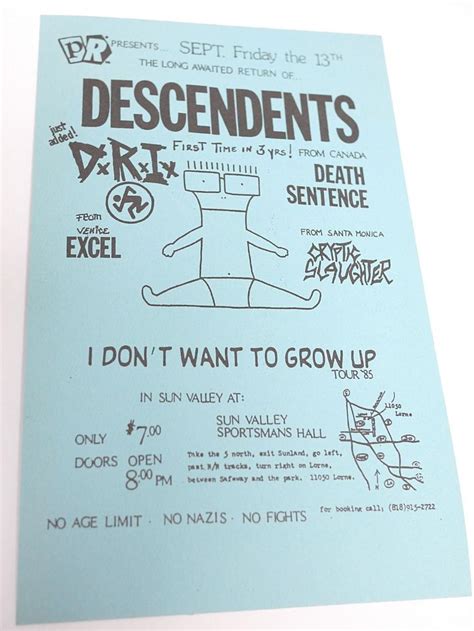 PR PRESENTS... SEPT. Friday the 13TH
THE LONG AWAITED RETURN OF...
DESCENDENTS
just added!
D.R.I.
FIRST TIME IN 3 YRS!
FROM CANADA
DEATH
SENTENCE
FROM VENICE
EXCEL
FROM SANTA MONICA
CRYPTIC
SLAUGHTER
I DON'T WANT TO GROW UP
TOUR '85
IN SUN VALLEY AT:
SUN VALLEY
SPORTSMANS HALL
ONLY $7.00
DOORS OPEN
8:00 PM
Take the 5 north, exit Sunland, go left,
past R/R tracks, turn right on Lorne,
between Safeway and the park. 11050 Lorne.
11050
Lorne
for booking call; (818)915-2722
NO AGE LIMIT · NO NAZIS · NO FIGHTS